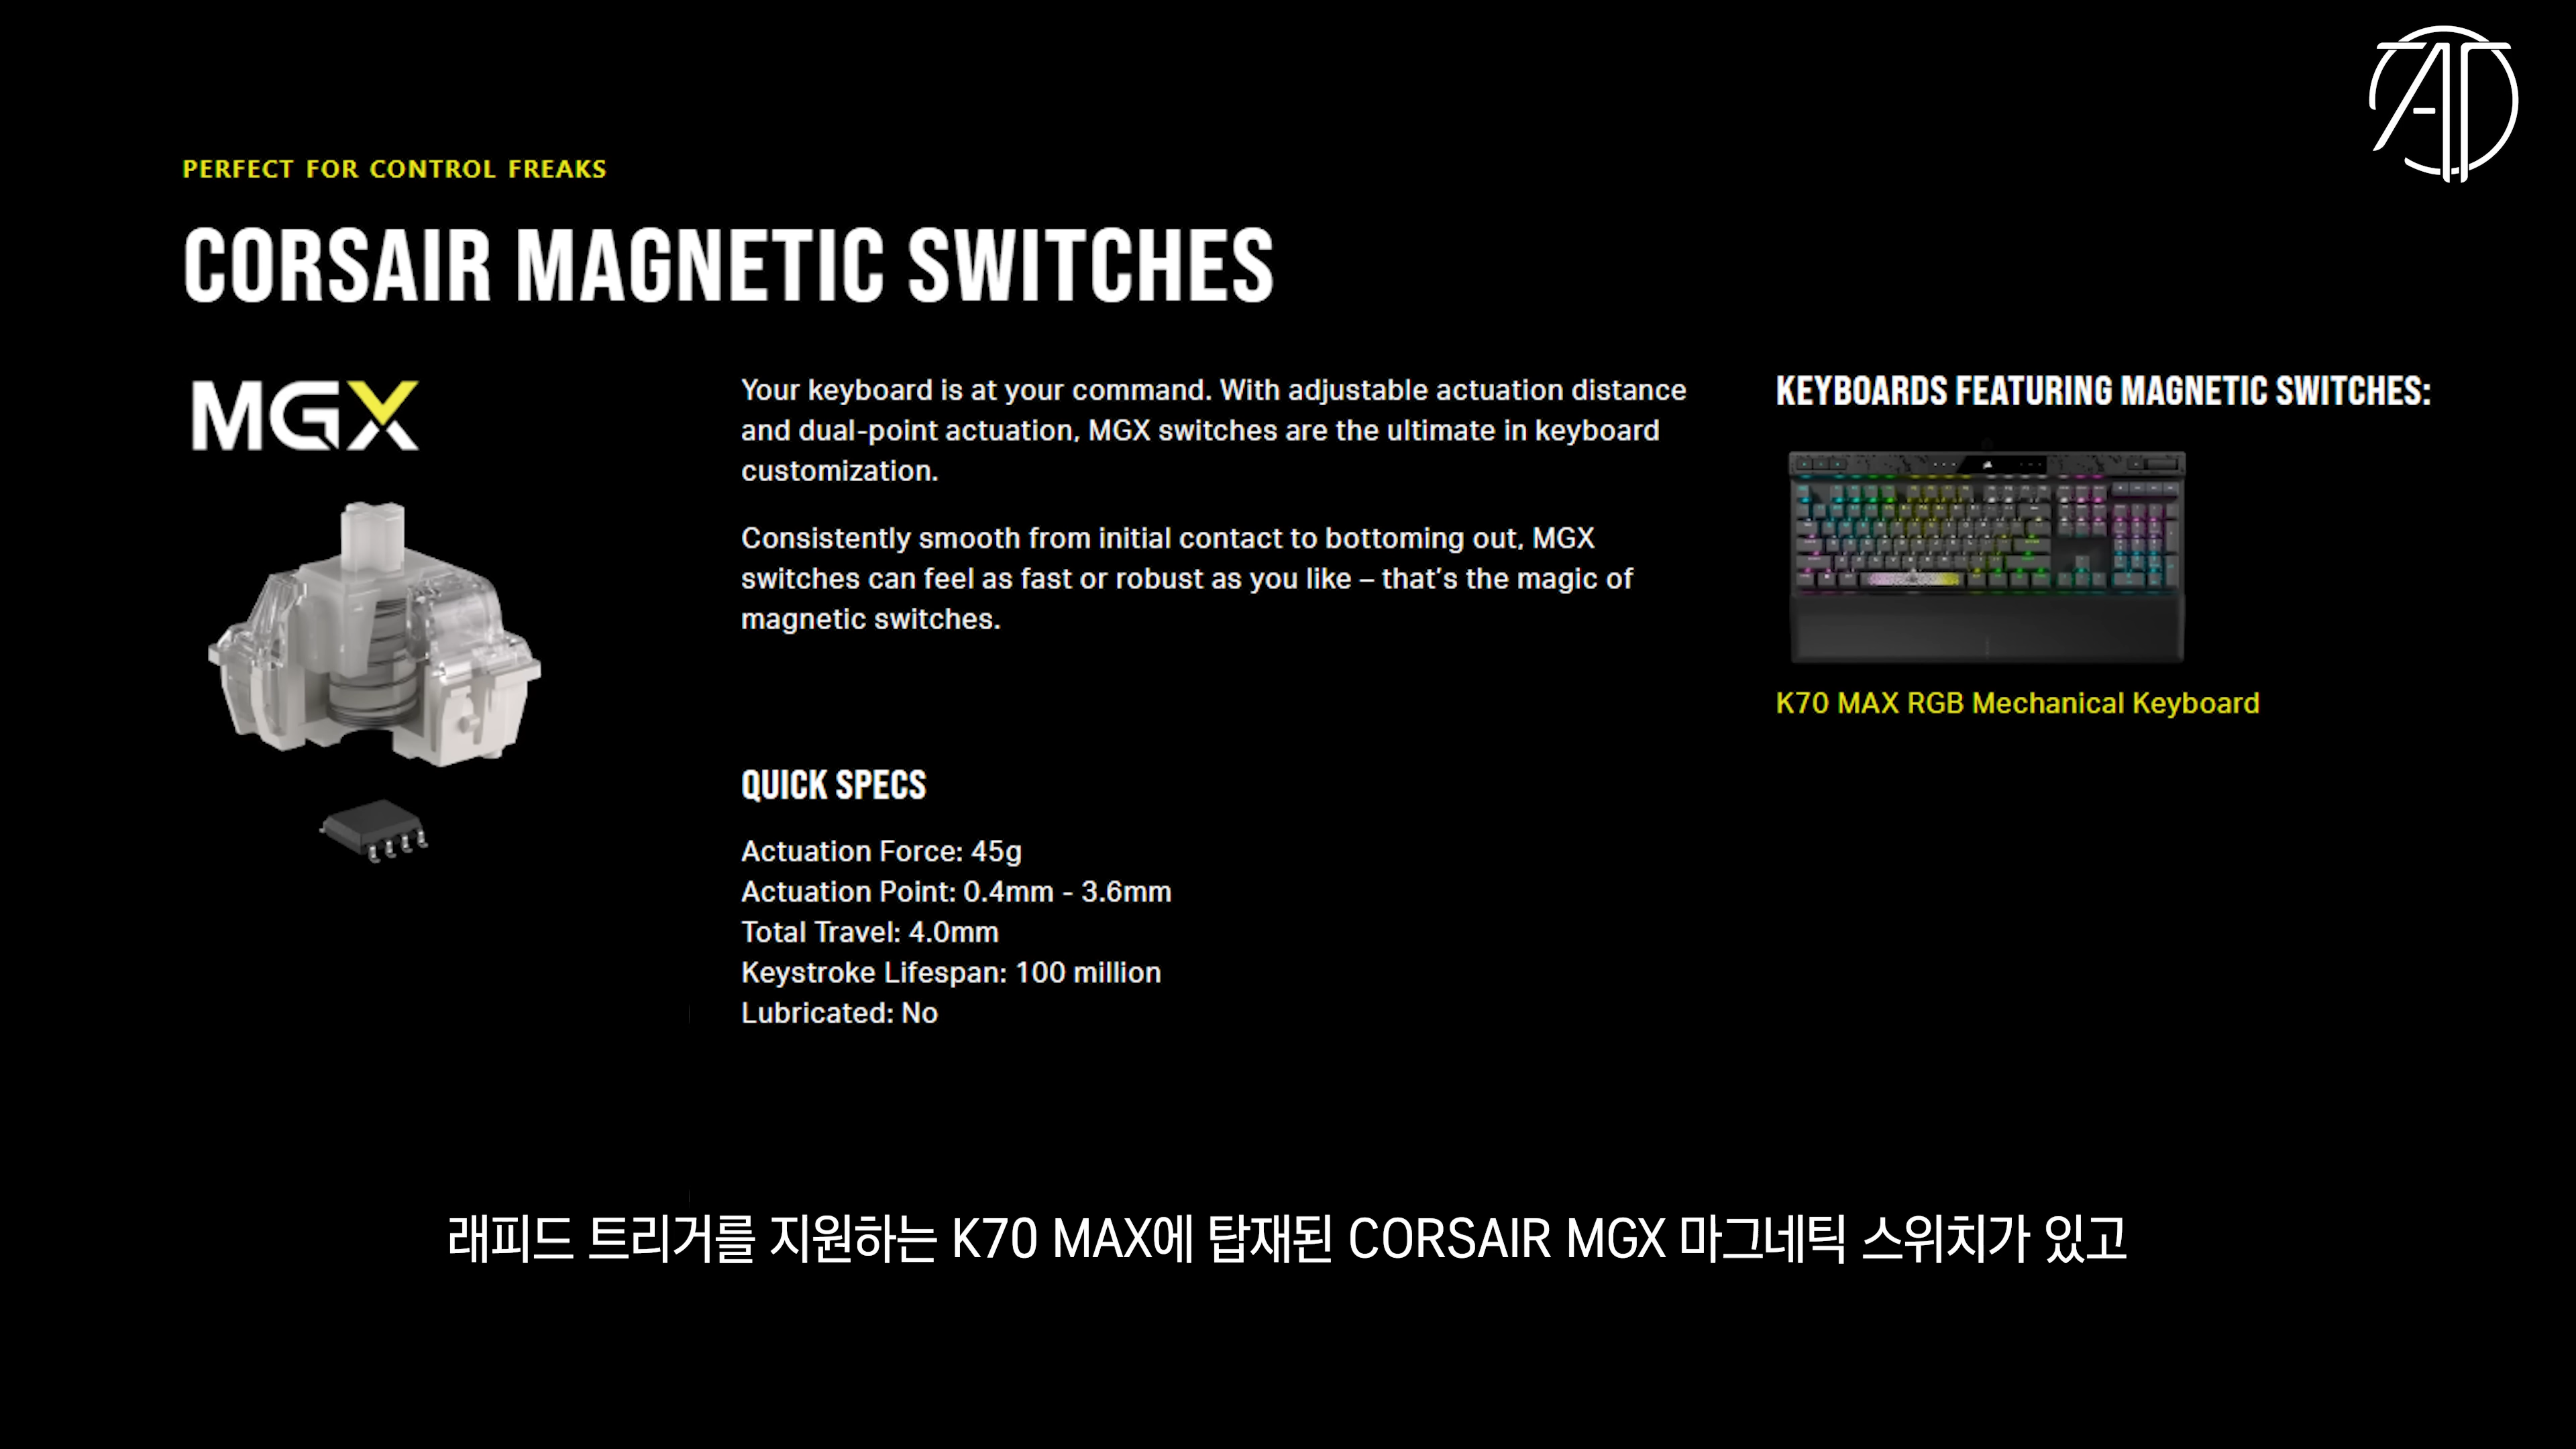 PERFECT FOR CONTROL FREAKS
CORSAIR MAGNETIC SWITCHES
MGX
Your keyboard is at your command. With adjustable actuation distance
and dual-point actuation, MGX switches are the ultimate in keyboard
customization.
Consistently smooth from initial contact to bottoming out, MGX
switches can feel as fast or robust as you like – that's the magic of
magnetic switches.
QUICK SPECS
Actuation Force: 45g
Actuation Point: 0.4mm - 3.6mm
Total Travel: 4.0mm
Keystroke Lifespan: 100 million
Lubricated: No
KEYBOARDS FEATURING MAGNETIC SWITCHES:
K70 MAX RGB Mechanical Keyboard
래피드 트리거를 지원하는 K70 MAX에 탑재된 CORSAIR MGX 마그네틱 스위치가 있고